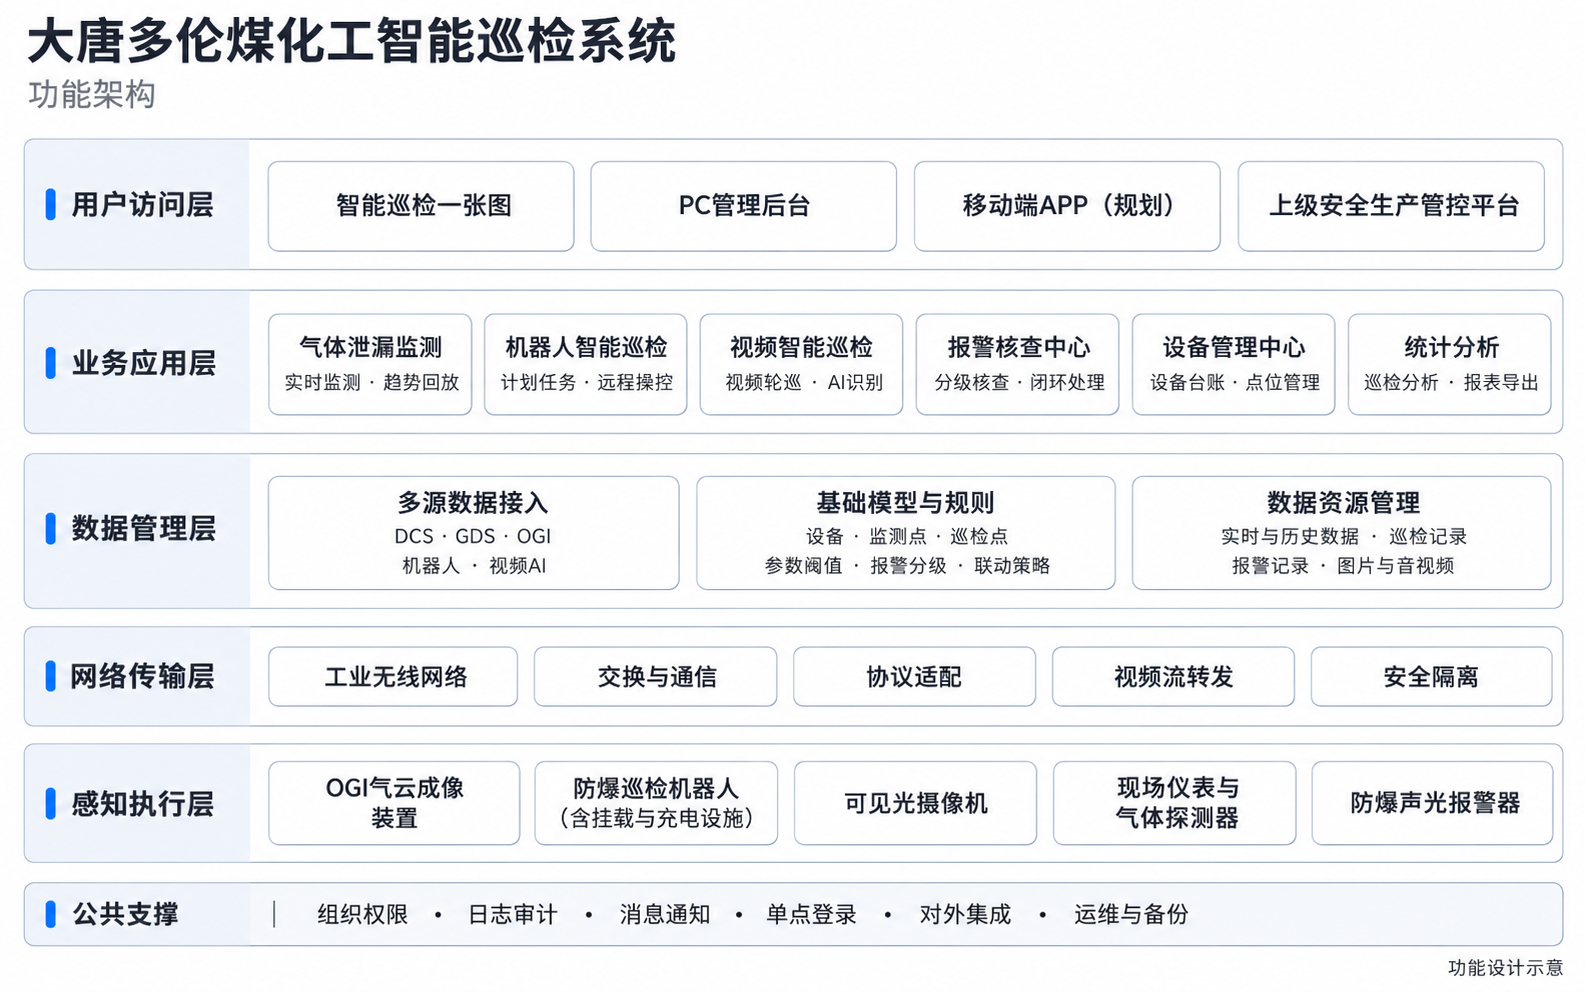 大唐多伦煤化工智能巡检系统
功能架构
用户访问层
智能巡检一张图
PC管理后台
移动端APP（规划）
上级安全生产管控平台
业务应用层
气体泄漏监测
实时监测 · 趋势回放
机器人智能巡检
计划任务 · 远程操控
视频智能巡检
视频轮巡 · AI识别
报警核查中心
分级核查 · 闭环处理
设备管理中心
设备台账 · 点位管理
统计分析
巡检分析 · 报表导出
数据管理层
多源数据接入
DCS · GDS · OGI
机器人 · 视频AI
基础模型与规则
设备 · 监测点 · 巡检点
参数阈值 · 报警分级 · 联动策略
数据资源管理
实时与历史数据 · 巡检记录
报警记录 · 图片与音视频
网络传输层
工业无线网络
交换与通信
协议适配
视频流转发
安全隔离
感知执行层
OGI气云成像
装置
防爆巡检机器人
（含挂载与充电设施）
可见光摄像机
现场仪表与
气体探测器
防爆声光报警器
公共支撑
组织权限 • 日志审计 • 消息通知 • 单点登录 • 对外集成 • 运维与备份
功能设计示意